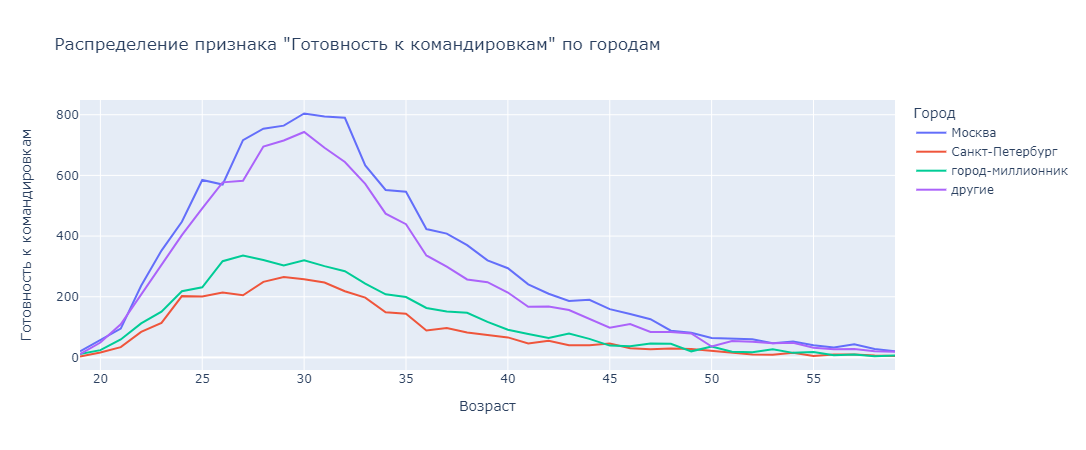 Распределение признака "Готовность к командировкам" по городам
Готовность к командировкам
800
600
400
200
0
20 25 30 35 40 45 50 55
Возраст
Город
Москва
Санкт-Петербург
город-миллионник
другие